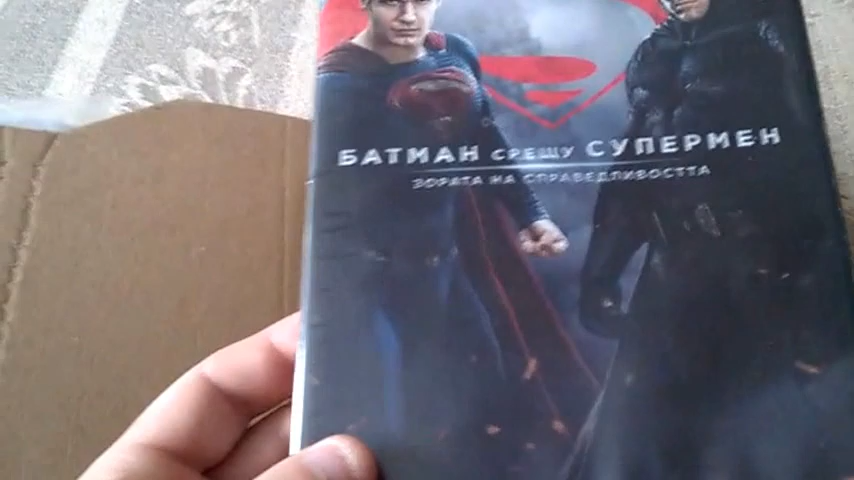 БАТМАН СРЕЩУ СУПЕРМЕН
ЗОРАТА НА СПРАВЕДЛИВОСТТА